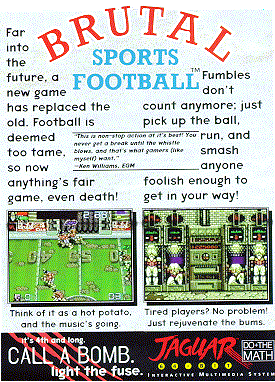 BRUTAL
SPORTS
FOOTBALL™
Far
into
the
future, a
new game
has replaced the
old. Football is
deemed
too tame,
so now
anything's fair
game, even death!
"This is non-stop action at it's best! You
never get a break until the whistle
blows, and that's what gamers (like
myself) want."
—Ken Williams, EGM
Fumbles
don't
count anymore; just
pick up the ball,
run, and
smash
anyone
foolish enough to
get in your way!
Think of it as a hot potato,
and the music's going.
Tired players? No problem!
Just rejuvenate the bums.
it's 4th and long.
CALL A BOMB.
light the fuse.
JAGUAR
64-BIT
INTERACTIVE MULTIMEDIA SYSTEM
DO·THE
MATH